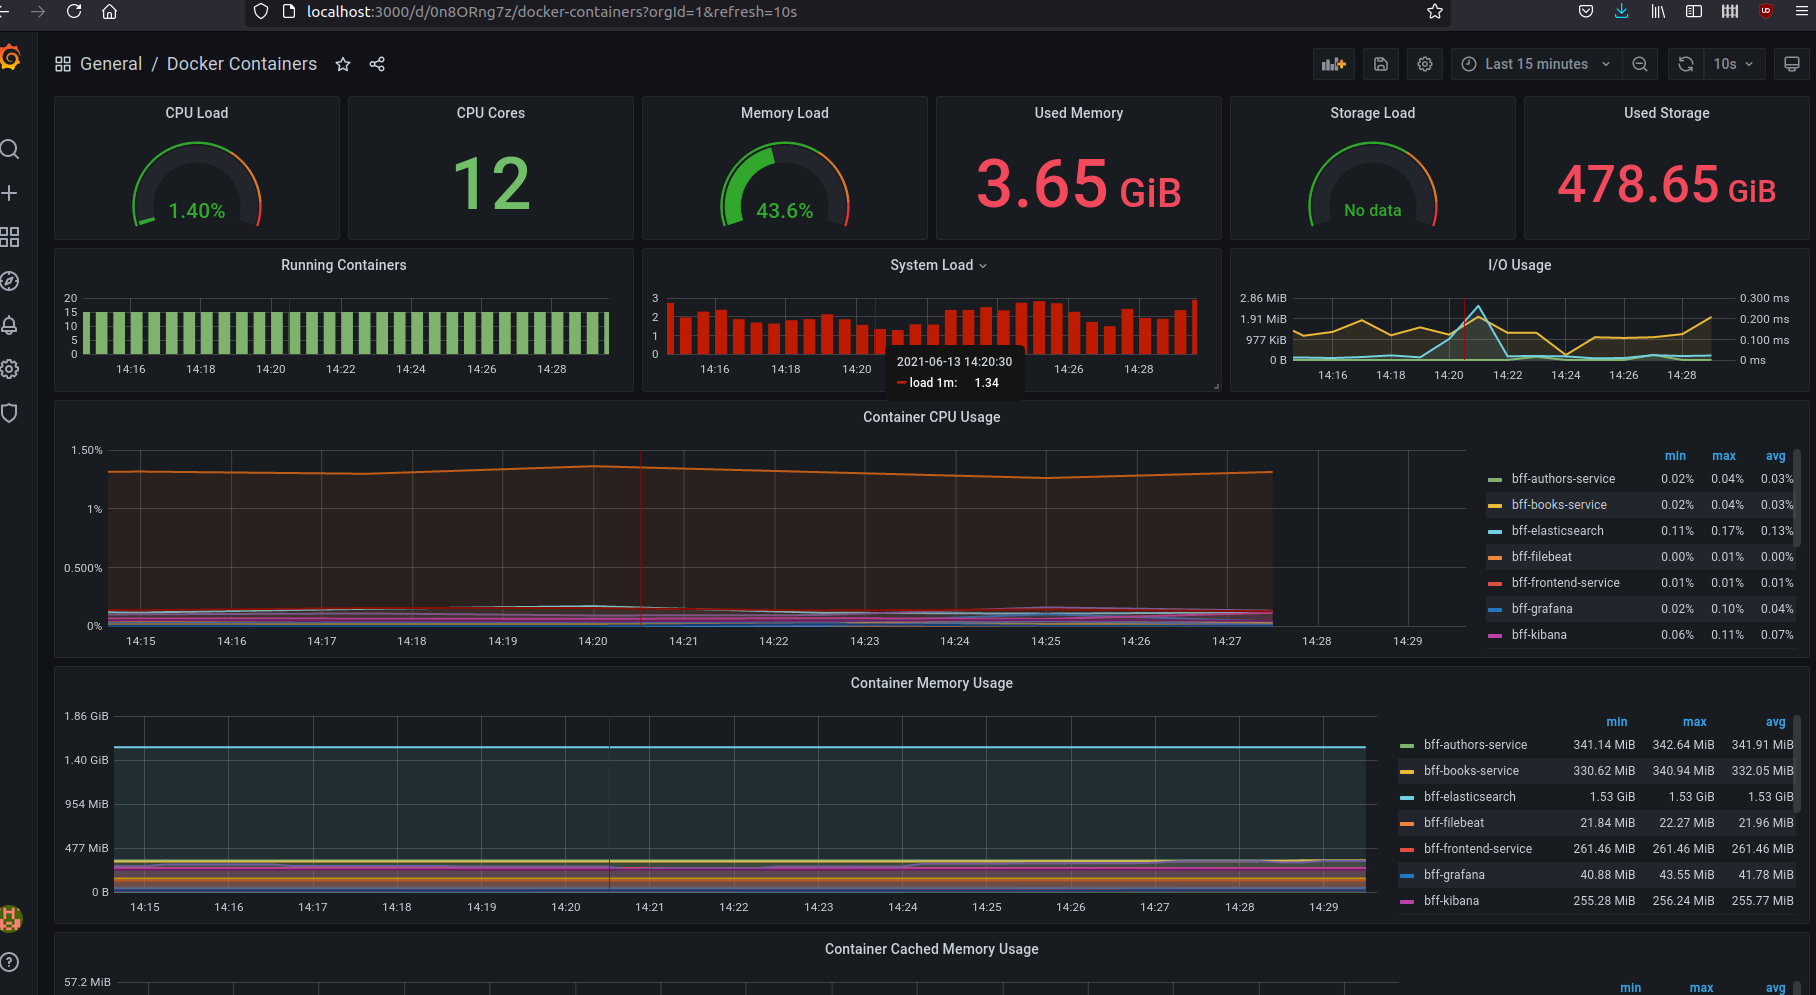 localhost:3000/d/0n8ORng7z/docker-containers?orgId=1&refresh=10s
General / Docker Containers
Last 15 minutes
10s
CPU Load
1.40%
CPU Cores
12
Memory Load
43.6%
Used Memory
3.65 GiB
Storage Load
No data
Used Storage
478.65 GiB
Running Containers
20
15
10
5
0
14:16 14:18 14:20 14:22 14:24 14:26 14:28
System Load
3
2
1
0
14:16 14:18 14:20 14:26 14:28
2021-06-13 14:20:30
load 1m: 1.34
I/O Usage
2.86 MiB 0.300 ms
1.91 MiB 0.200 ms
977 KiB 0.100 ms
0 B 0 ms
14:16 14:18 14:20 14:22 14:24 14:26 14:28
Container CPU Usage
1.50%
1%
0.500%
0%
14:15 14:16 14:17 14:18 14:19 14:20 14:21 14:22 14:23 14:24 14:25 14:26 14:27 14:28 14:29
min max avg
bff-authors-service 0.02% 0.04% 0.03%
bff-books-service 0.02% 0.04% 0.03%
bff-elasticsearch 0.11% 0.17% 0.13%
bff-filebeat 0.00% 0.01% 0.00%
bff-frontend-service 0.01% 0.01% 0.01%
bff-grafana 0.02% 0.10% 0.04%
bff-kibana 0.06% 0.11% 0.07%
Container Memory Usage
1.86 GiB
1.40 GiB
954 MiB
477 MiB
0 B
14:15 14:16 14:17 14:18 14:19 14:20 14:21 14:22 14:23 14:24 14:25 14:26 14:27 14:28 14:29
min max avg
bff-authors-service 341.14 MiB 342.64 MiB 341.91 MiB
bff-books-service 330.62 MiB 340.94 MiB 332.05 MiB
bff-elasticsearch 1.53 GiB 1.53 GiB 1.53 GiB
bff-filebeat 21.84 MiB 22.27 MiB 21.96 MiB
bff-frontend-service 261.46 MiB 261.46 MiB 261.46 MiB
bff-grafana 40.88 MiB 43.55 MiB 41.78 MiB
bff-kibana 255.28 MiB 256.24 MiB 255.77 MiB
Container Cached Memory Usage
57.2 MiB
min max avg